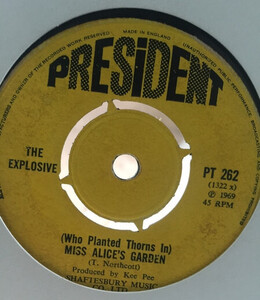 MADE IN ENGLAND
PRESIDENT
THE
EXPLOSIVE
PT 262
(1322 x)
℗ 1969
45 RPM
(Who Planted Thorns In)
MISS ALICE'S GARDEN
(T. Northcott)
Produced by Kee Pee
SHAFTESBURY MUSIC
CO. LTD.